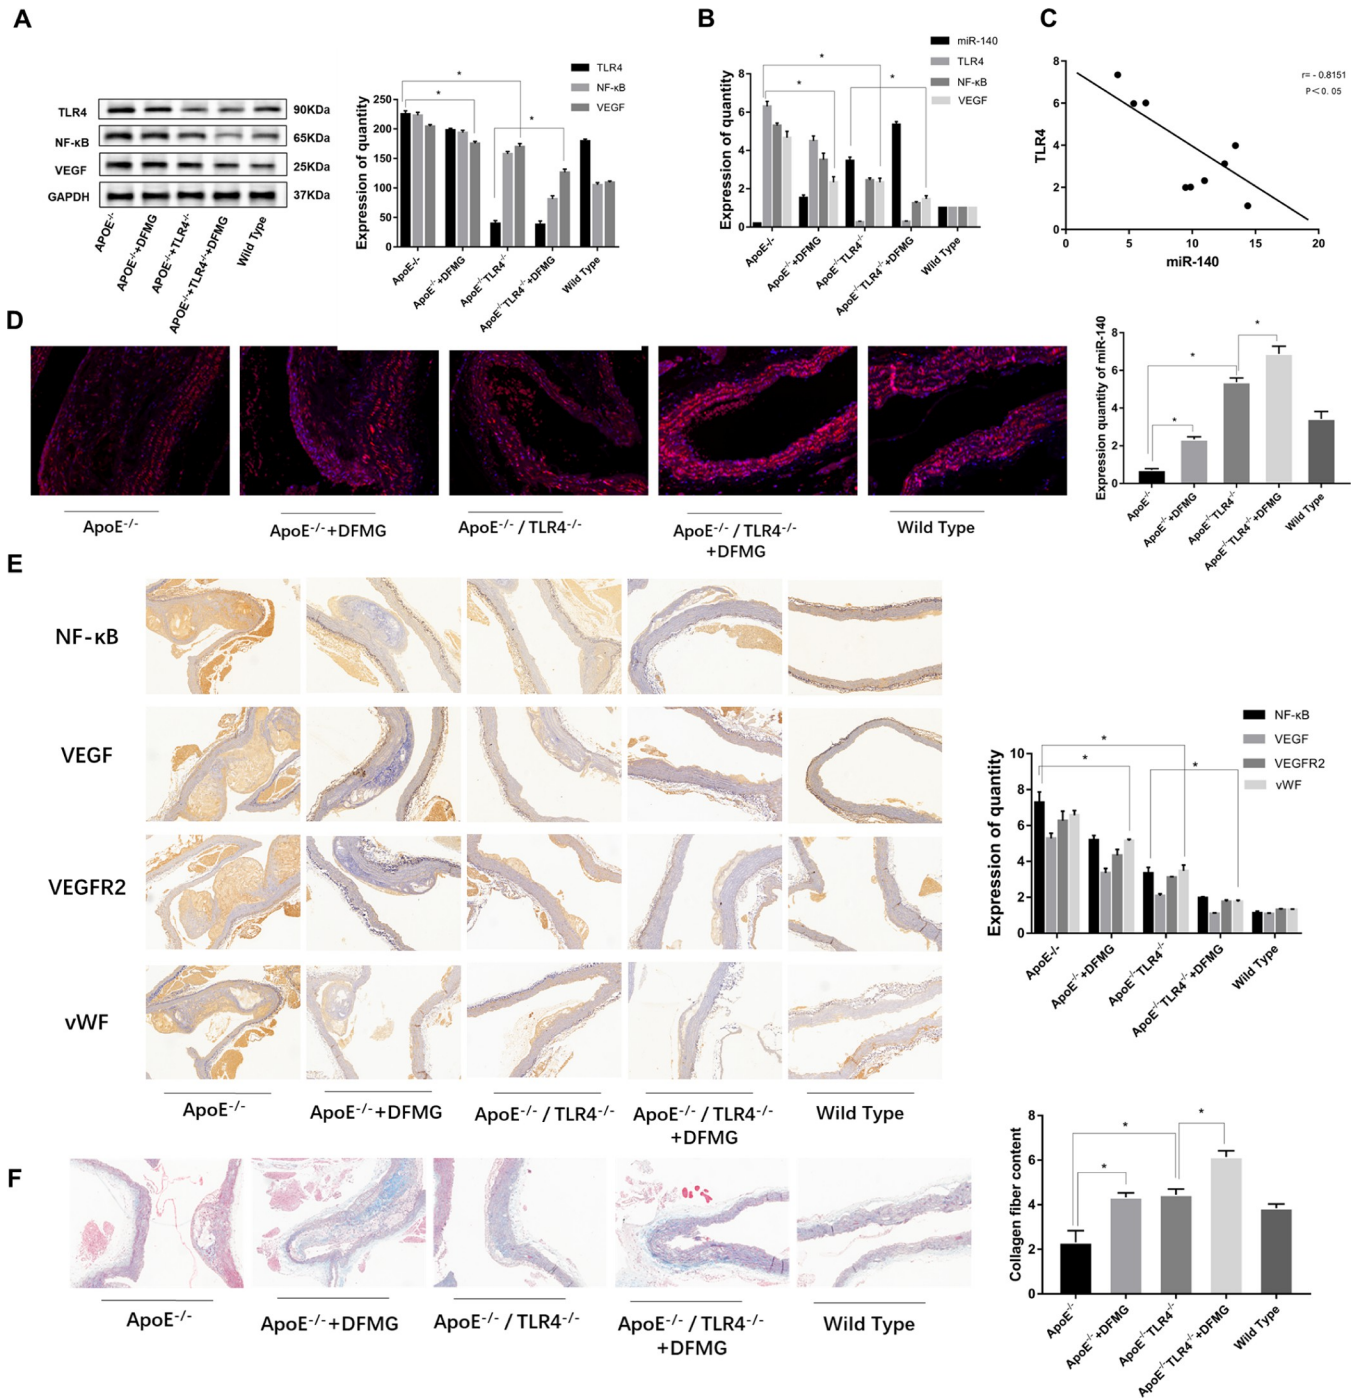 A
TLR4
NF-κB
VEGF
GAPDH
90KDa
65KDa
25KDa
37KDa
APOE-/-
APOE-/-+DFMG
APOE-/-+TLR4-/-
APOE-/-+TLR4-/-+DFMG
Wild Type
Expression of quantity
250
200
150
100
50
0
*
*
*
TLR4
NF-κB
VEGF
ApoE-/-
ApoE-/-+DFMG
ApoE-/-TLR4-/-
ApoE-/-TLR4-/-+DFMG
Wild Type
B
Expression of quantity
8
6
4
2
0
*
*
*
miR-140
TLR4
NF-κB
VEGF
ApoE-/-
ApoE-/-+DFMG
ApoE-/-TLR4-/-
ApoE-/-TLR4-/-+DFMG
Wild Type
C
TLR4
8
6
4
2
0
0
5
10
15
20
miR-140
r= - 0.8151
P< 0. 05
D
ApoE-/-
ApoE-/-+DFMG
ApoE-/- / TLR4-/-
ApoE-/- / TLR4-/-
+DFMG
Wild Type
Expression quantity of miR-140
8
6
4
2
0
*
*
*
ApoE-/-
ApoE-/-+DFMG
ApoE-/-TLR4-/-
ApoE-/-TLR4-/-+DFMG
Wild Type
E
NF-κB
VEGF
VEGFR2
vWF
ApoE-/-
ApoE-/-+DFMG
ApoE-/- / TLR4-/-
ApoE-/- / TLR4-/-
+DFMG
Wild Type
Expression of quantity
10
8
6
4
2
0
*
*
*
NF-κB
VEGF
VEGFR2
vWF
ApoE-/-
ApoE-/-+DFMG
ApoE-/-TLR4-/-
ApoE-/-TLR4-/-+DFMG
Wild Type
F
ApoE-/-
ApoE-/-+DFMG
ApoE-/- / TLR4-/-
ApoE-/- / TLR4-/-
+DFMG
Wild Type
Collagen fiber content
8
6
4
2
0
*
*
*
ApoE-/-
ApoE-/-+DFMG
ApoE-/-TLR4-/-
ApoE-/-TLR4-/-+DFMG
Wild Type